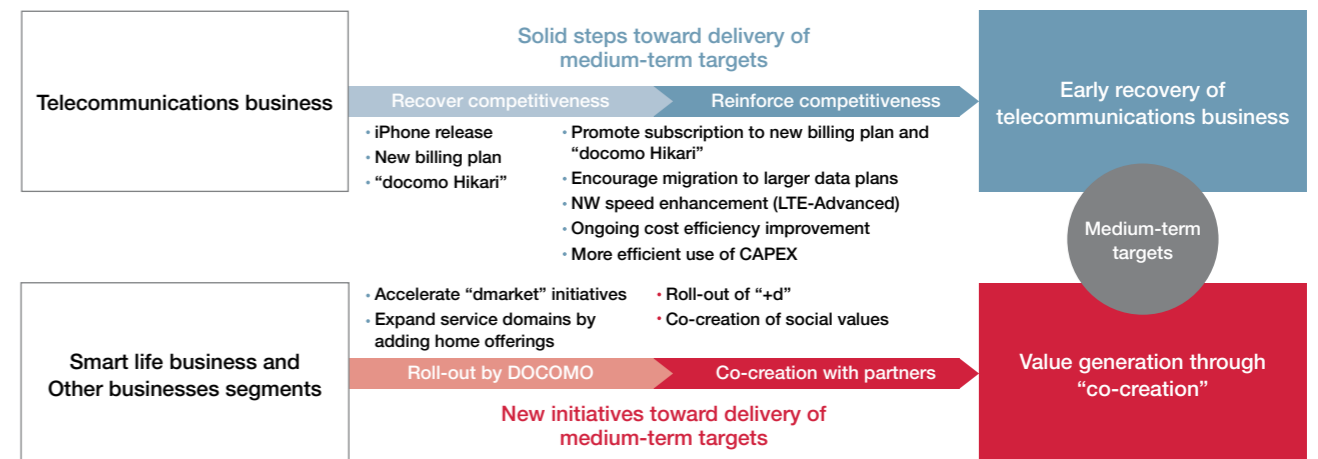 Telecommunications business
Solid steps toward delivery of
medium-term targets
Recover competitiveness
Reinforce competitiveness
• iPhone release
• New billing plan
• “docomo Hikari”
• Promote subscription to new billing plan and
“docomo Hikari”
• Encourage migration to larger data plans
• NW speed enhancement (LTE-Advanced)
• Ongoing cost efficiency improvement
• More efficient use of CAPEX
Early recovery of
telecommunications business
Medium-term
targets
Smart life business and
Other businesses segments
• Accelerate “dmarket” initiatives
• Expand service domains by
adding home offerings
• Roll-out of “+d”
• Co-creation of social values
Roll-out by DOCOMO
Co-creation with partners
New initiatives toward delivery of
medium-term targets
Value generation through
“co-creation”